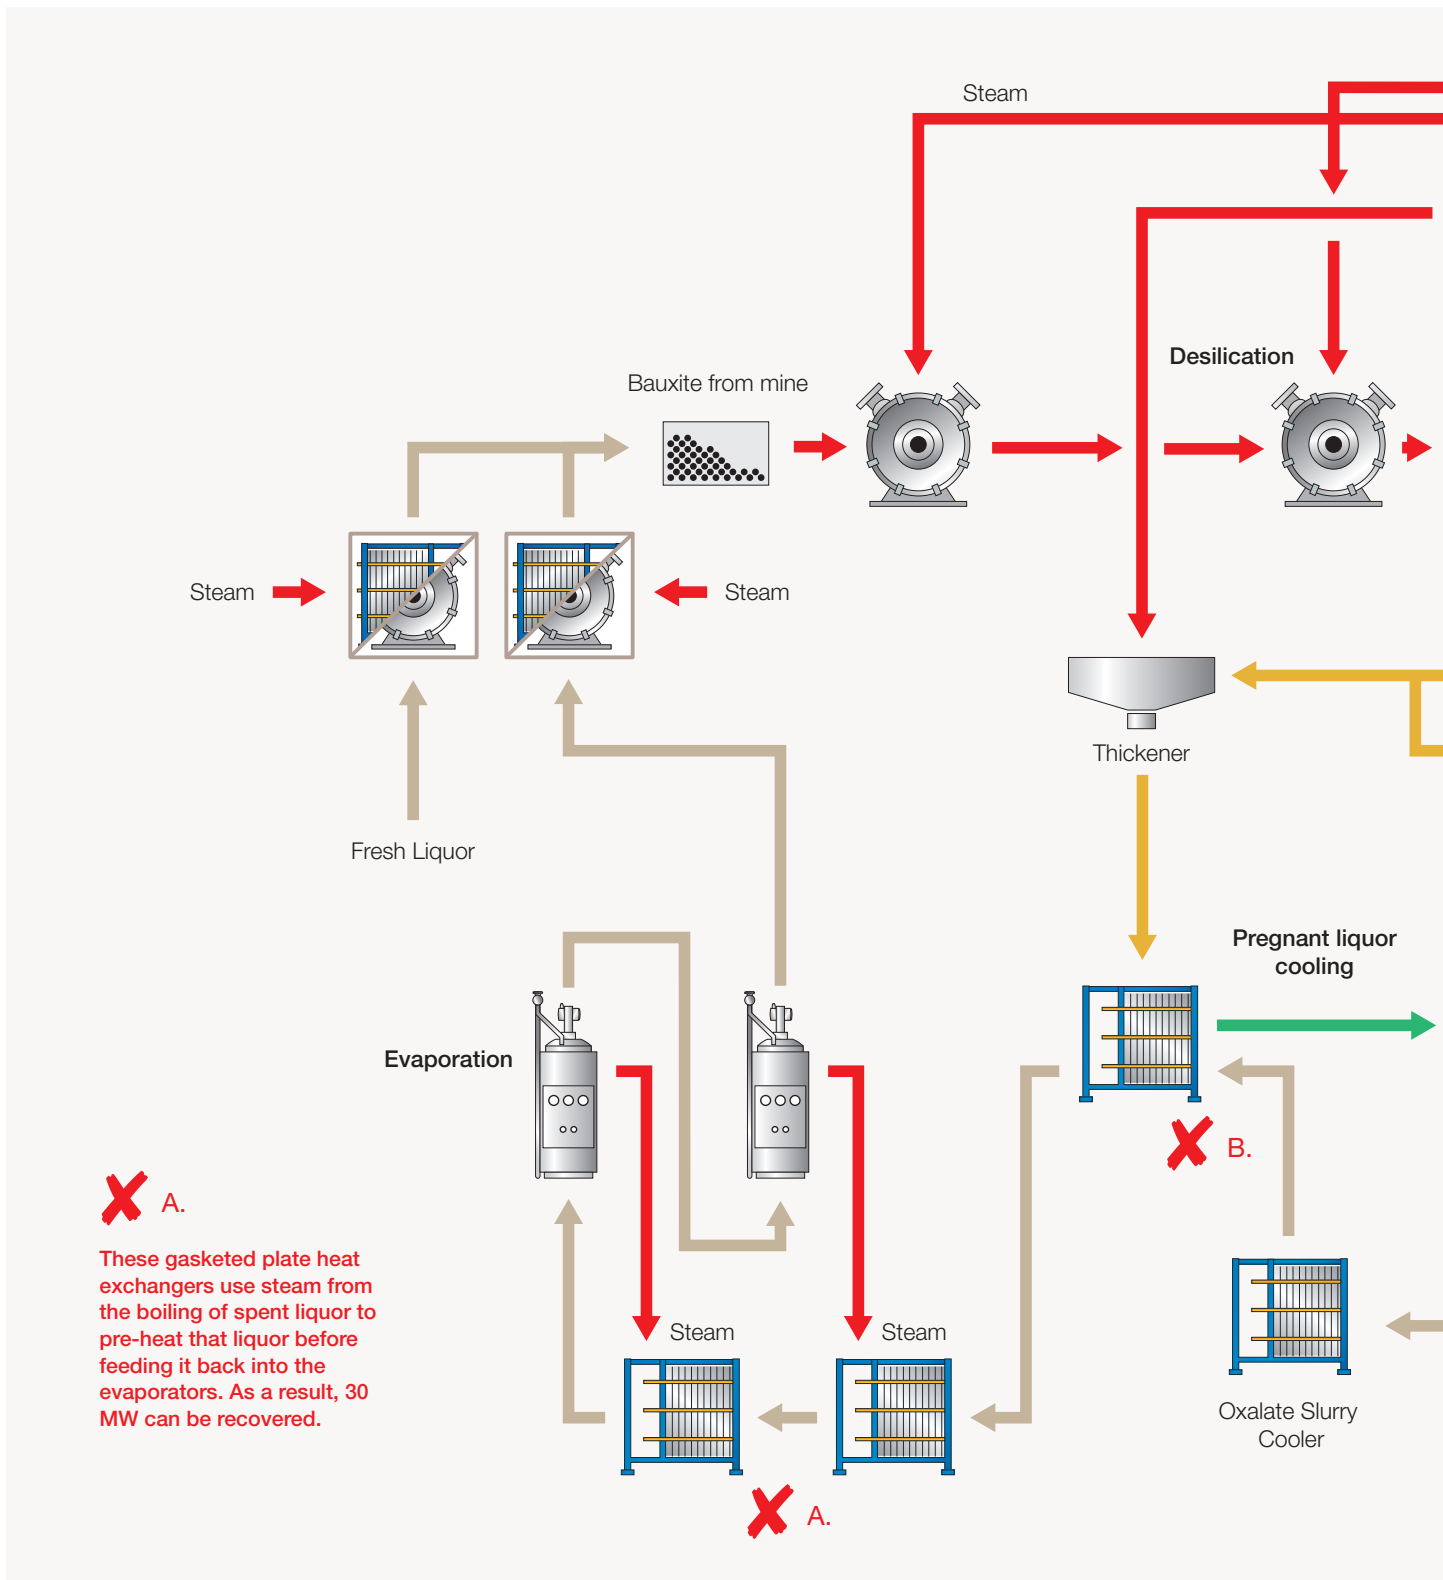 Steam
Desilication
Bauxite from mine
Steam
Steam
Thickener
Fresh Liquor
Pregnant liquor
cooling
Evaporation
B.
A.
These gasketed plate heat
exchangers use steam from
the boiling of spent liquor to
pre-heat that liquor before
feeding it back into the
evaporators. As a result, 30
MW can be recovered.
Steam
Steam
Oxalate Slurry
Cooler
A.